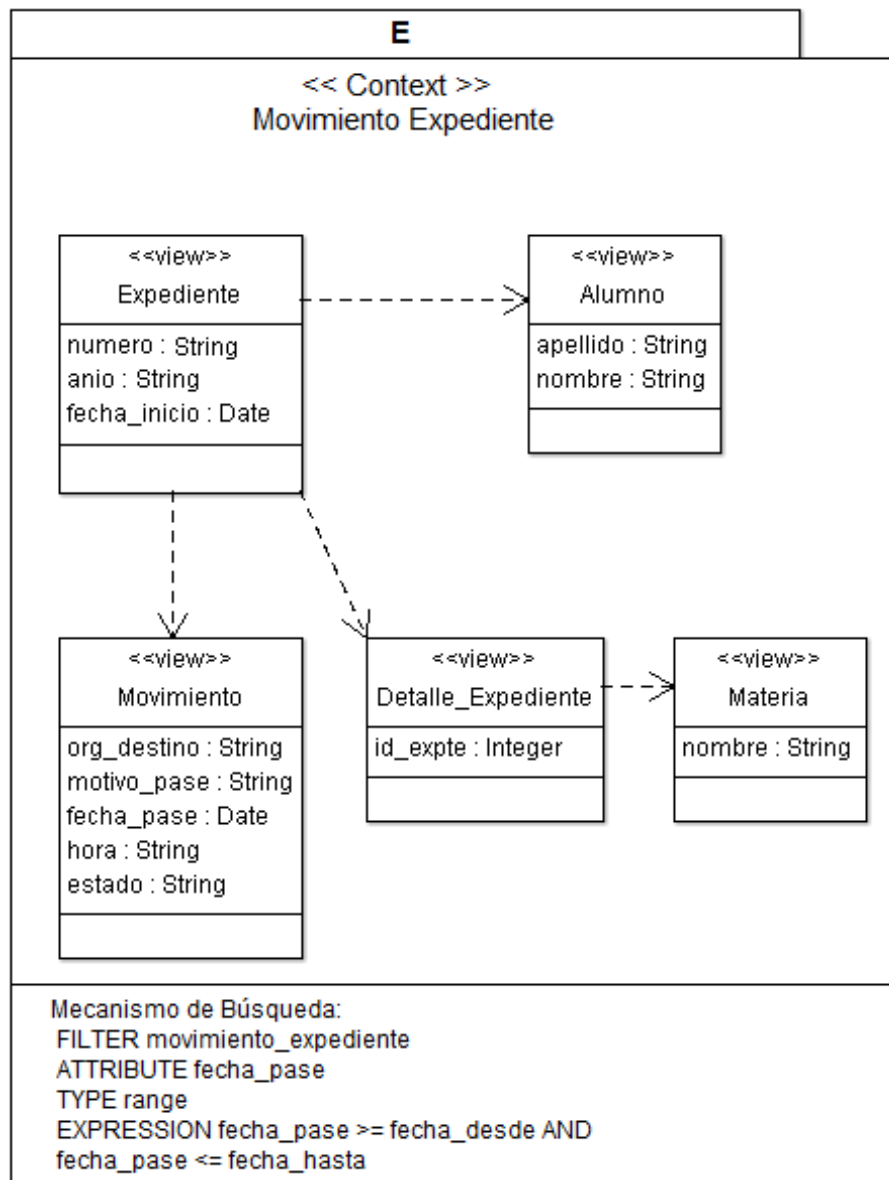 E
<< Context >>
Movimiento Expediente
<<view>>
Expediente
numero : String
anio : String
fecha_inicio : Date
<<view>>
Alumno
apellido : String
nombre : String
<<view>>
Movimiento
org_destino : String
motivo_pase : String
fecha_pase : Date
hora : String
estado : String
<<view>>
Detalle_Expediente
id_expte : Integer
<<view>>
Materia
nombre : String
Mecanismo de Búsqueda:
FILTER movimiento_expediente
ATTRIBUTE fecha_pase
TYPE range
EXPRESSION fecha_pase >= fecha_desde AND
fecha_pase <= fecha_hasta